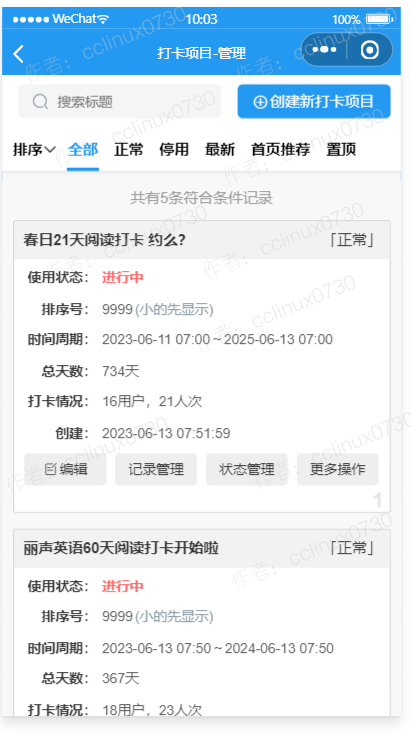 WeChat 10:03 100%
打卡项目-管理
搜索标题 创建新打卡项目
排序 全部 正常 停用 最新 首页推荐 置顶
共有5条符合条件记录
春日21天阅读打卡 约么? 「正常」
使用状态： 进行中
排序号： 9999 (小的先显示)
时间周期： 2023-06-11 07:00 ~ 2025-06-13 07:00
总天数： 734天
打卡情况： 16用户，21人次
创建： 2023-06-13 07:51:59
编辑 记录管理 状态管理 更多操作
1
丽声英语60天阅读打卡开始啦 「正常」
使用状态： 进行中
排序号： 9999 (小的先显示)
时间周期： 2023-06-13 07:50 ~ 2024-06-13 07:50
总天数： 367天
打卡情况： 18用户，23人次
作者：cclinux0730